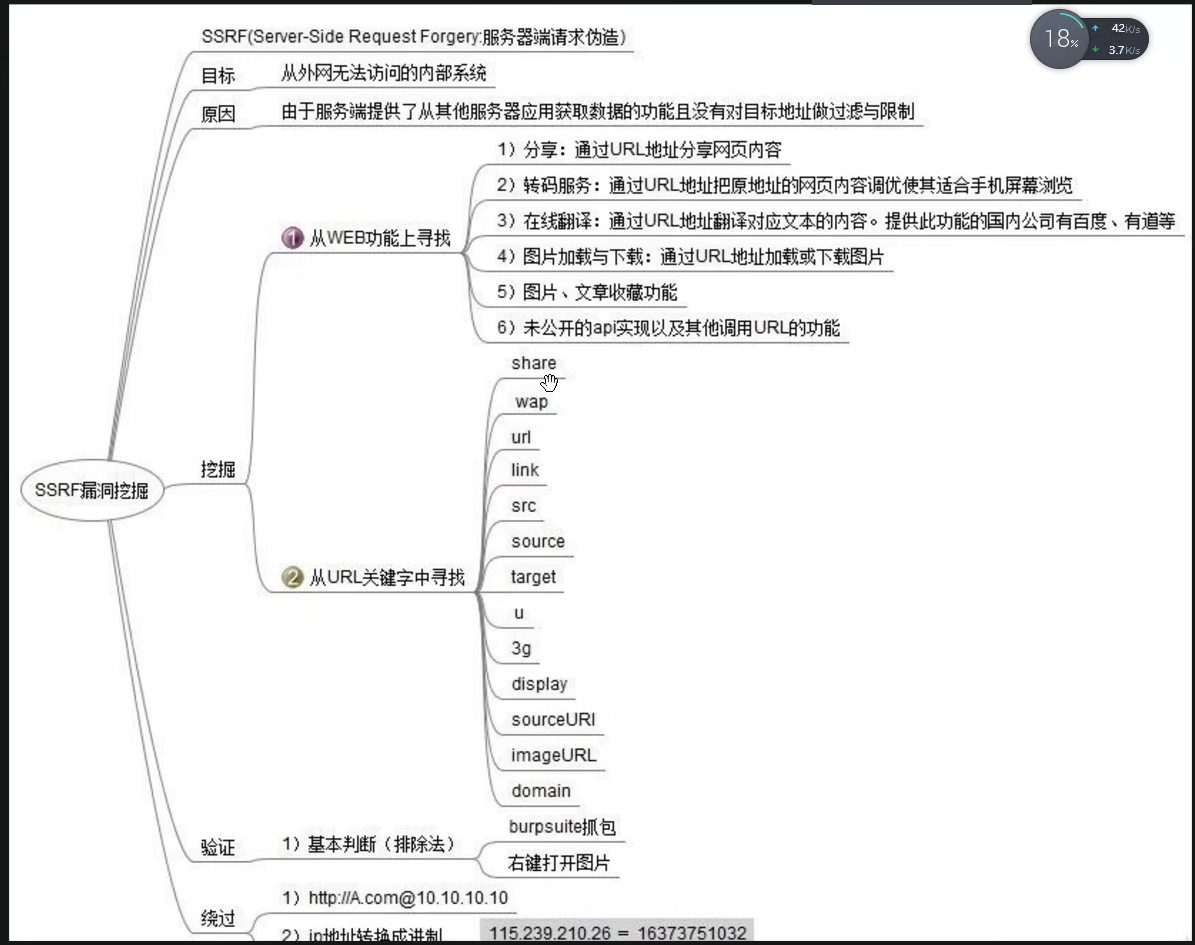 SSRF(Server-Side Request Forgery:服务器端请求伪造)
18%
42K/s
3.7K/s
目标
从外网无法访问的内部系统
原因
由于服务端提供了从其他服务器应用获取数据的功能且没有对目标地址做过滤与限制
SSRF漏洞挖掘
挖掘
1 从WEB功能上寻找
1）分享：通过URL地址分享网页内容
2）转码服务：通过URL地址把原地址的网页内容调优使其适合手机屏幕浏览
3）在线翻译：通过URL地址翻译对应文本的内容。提供此功能的国内公司有百度、有道等
4）图片加载与下载：通过URL地址加载或下载图片
5）图片、文章收藏功能
6）未公开的api实现以及其他调用URL的功能
2 从URL关键字中寻找
share
wap
url
link
src
source
target
u
3g
display
sourceURl
imageURL
domain
验证
1）基本判断（排除法）
burpsuite抓包
右键打开图片
绕过
1）http://A.com@10.10.10.10
2）ip地址转换成进制
115.239.210.26 = 16373751032